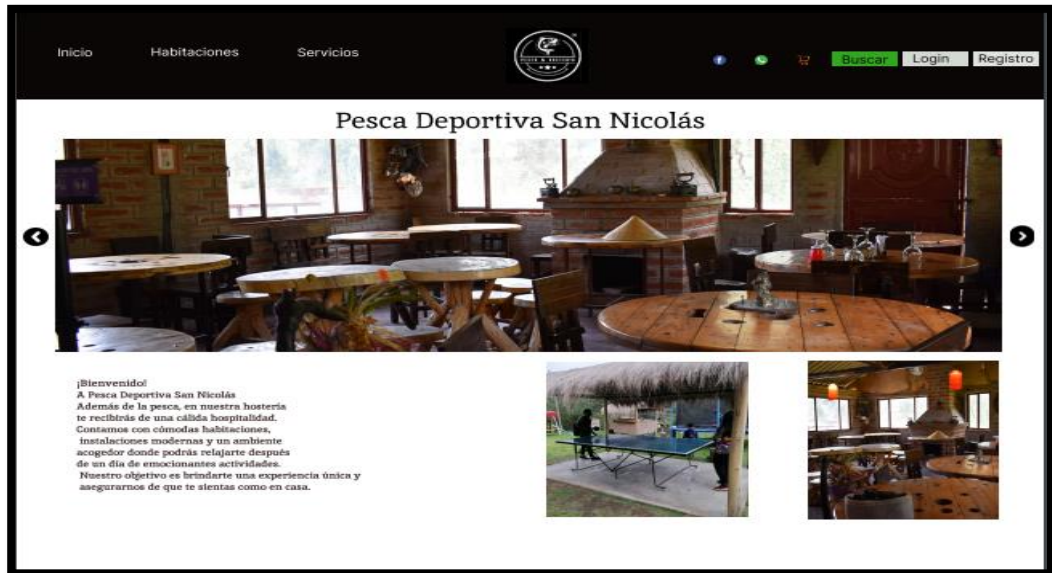 Inicio
Habitaciones
Servicios
Buscar
Login
Registro
Pesca Deportiva San Nicolás
¡Bienvenido!
A Pesca Deportiva San Nicolás
Además de la pesca, en nuestra hostería
te recibirás de una cálida hospitalidad.
Contamos con cómodas habitaciones,
instalaciones modernas y un ambiente
acogedor donde podrás relajarte después
de un día de emocionantes actividades.
Nuestro objetivo es brindarte una experiencia única y
asegurarnos de que te sientas como en casa.